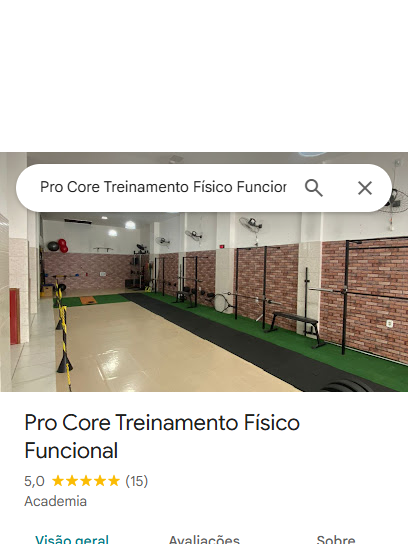 Pro Core Treinamento Físico Funcior
Pro Core Treinamento Físico
Funcional
5,0 (15)
Academia
Visão geral Avaliações Sobre